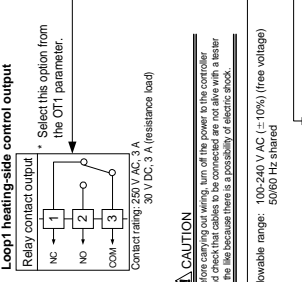 Loop1 heating-side control output
Relay contact output
NC
1
NO
2
COM
3
* Select this option from
the OT1 parameter.
Contact rating: 250 V AC, 3 A
30 V DC, 3 A (resistance load)
CAUTION
efore carrying out wiring, turn off the power to the controller
d check that cables to be connected are not alive with a tester
the like because there is a possibility of electric shock.
lowable range: 100-240 V AC (±10%) (free voltage)
50/60 Hz shared